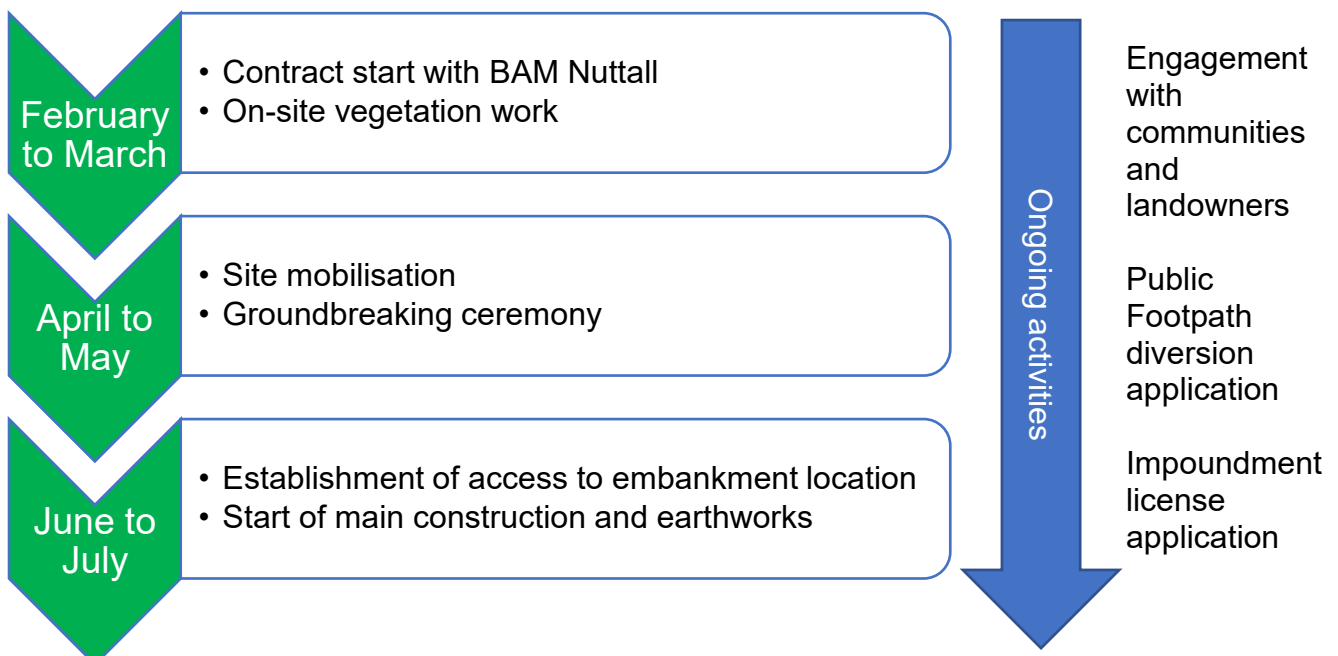 February
to March
• Contract start with BAM Nuttall
• On-site vegetation work
April to
May
• Site mobilisation
• Groundbreaking ceremony
June to
July
• Establishment of access to embankment location
• Start of main construction and earthworks
Ongoing activities
Engagement
with
communities
and
landowners
Public
Footpath
diversion
application
Impoundment
license
application